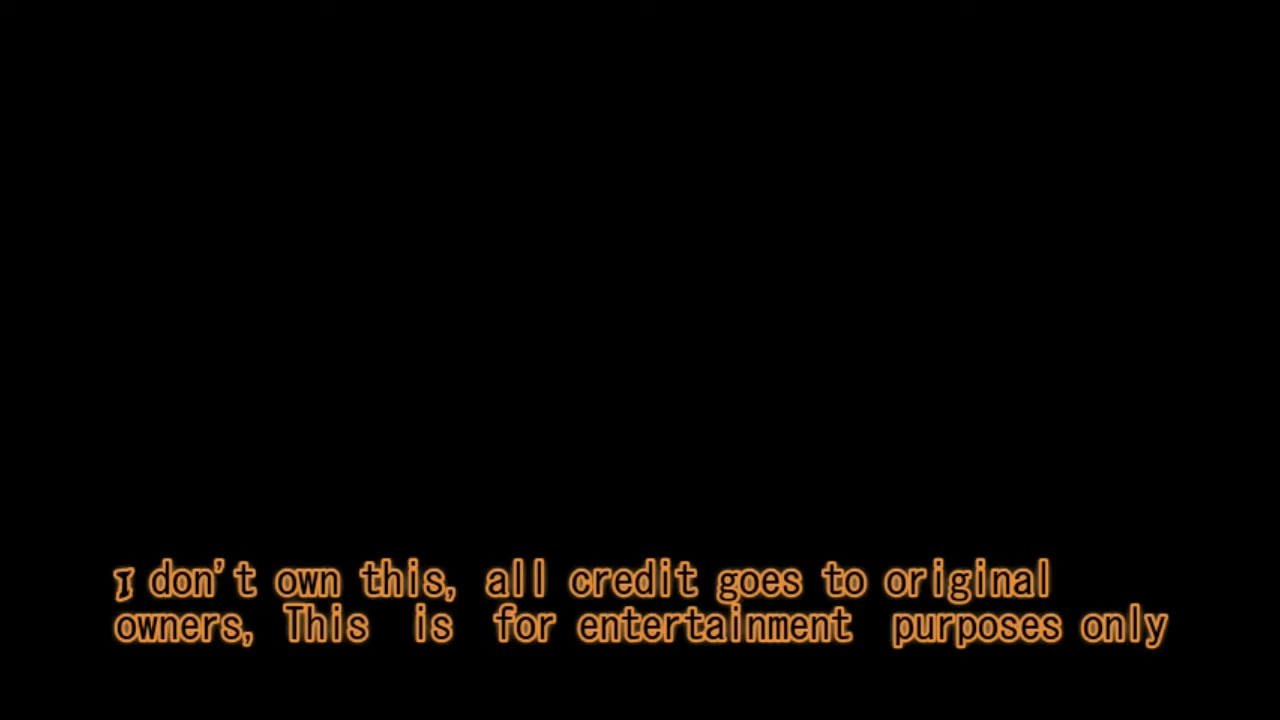 I don't own this, all credit goes to original
owners, This is for entertainment purposes only